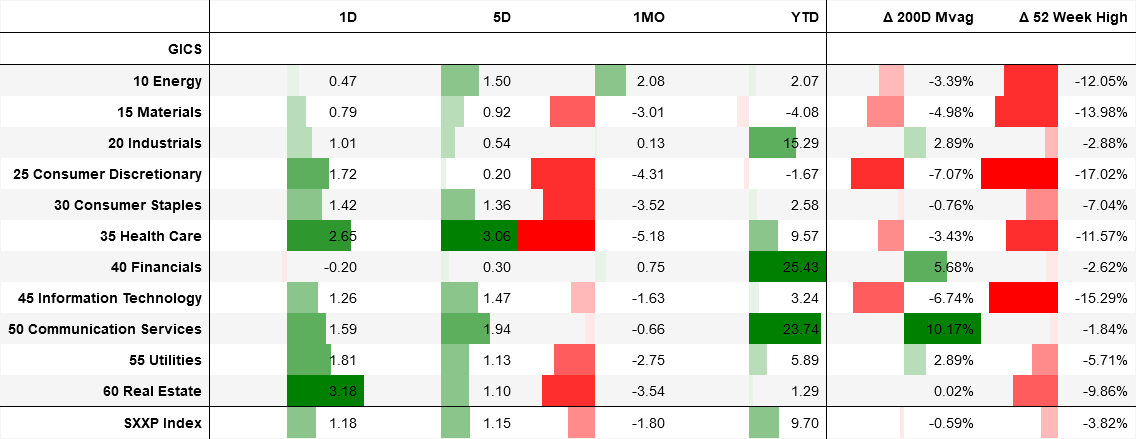 1D 5D 1MO YTD Δ 200D Mvag Δ 52 Week High
GICS
10 Energy 0.47 1.50 2.08 2.07 -3.39% -12.05%
15 Materials 0.79 0.92 -3.01 -4.08 -4.98% -13.98%
20 Industrials 1.01 0.54 0.13 15.29 2.89% -2.88%
25 Consumer Discretionary 1.72 0.20 -4.31 -1.67 -7.07% -17.02%
30 Consumer Staples 1.42 1.36 -3.52 2.58 -0.76% -7.04%
35 Health Care 2.65 3.06 -5.18 9.57 -3.43% -11.57%
40 Financials -0.20 0.30 0.75 25.43 5.68% -2.62%
45 Information Technology 1.26 1.47 -1.63 3.24 -6.74% -15.29%
50 Communication Services 1.59 1.94 -0.66 23.74 10.17% -1.84%
55 Utilities 1.81 1.13 -2.75 5.89 2.89% -5.71%
60 Real Estate 3.18 1.10 -3.54 1.29 0.02% -9.86%
SXXP Index 1.18 1.15 -1.80 9.70 -0.59% -3.82%